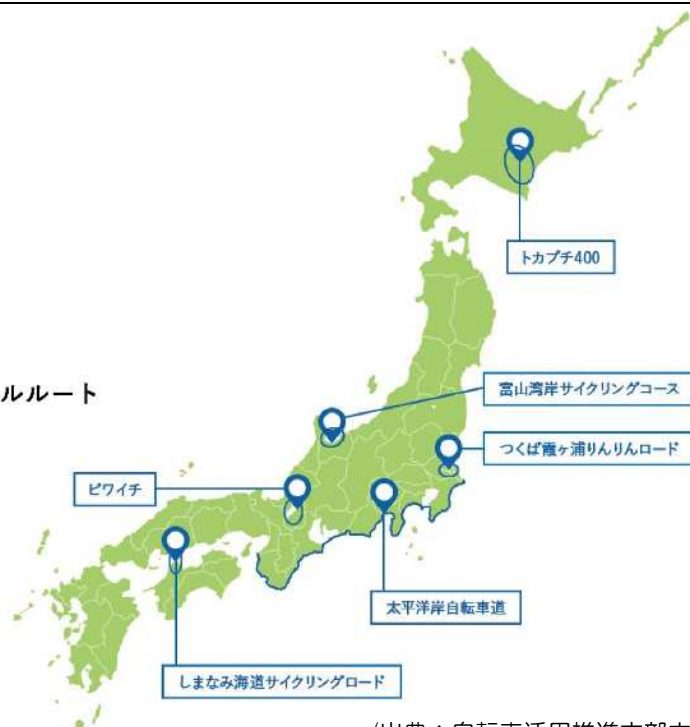 トカプチ400
ルルート
富山湾岸サイクリングコース
つくば霞ヶ浦りんりんロード
ビワイチ
太平洋岸自転車道
しまなみ海道サイクリングロード